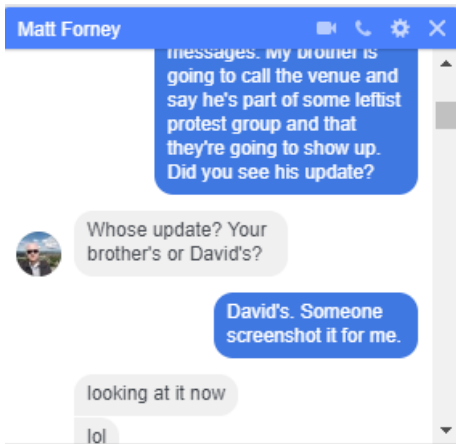 Matt Forney
messages. My brother is
going to call the venue and
say he's part of some leftist
protest group and that
they're going to show up.
Did you see his update?
Whose update? Your
brother's or David's?
David's. Someone
screenshot it for me.
looking at it now
lol